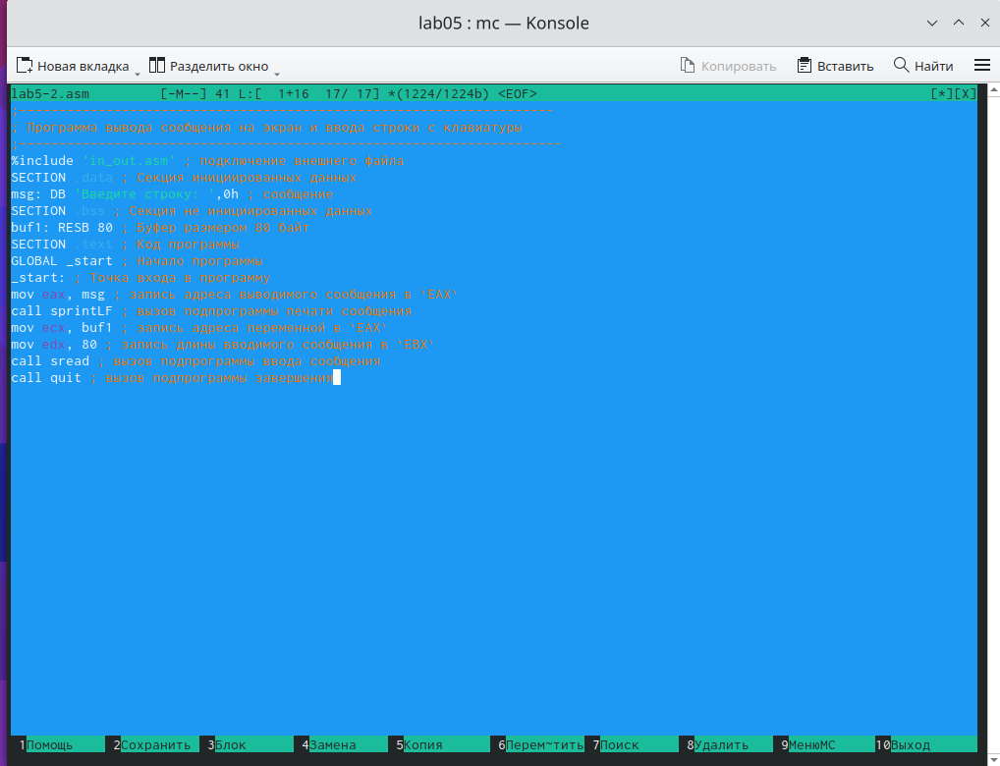 lab05 : mc — Konsole
Новая вкладка Разделить окно Копировать Вставить Найти
lab5-2.asm [-M--] 41 L:[ 1+16 17/ 17] *(1224/1224b) <EOF> [*][X]
;--------------------------------------------------------------------
; Программа вывода сообщения на экран и ввода строки с клавиатуры
;---------------------------------------------------------------------
%include 'in_out.asm' ; подключение внешнего файла
SECTION .data ; Секция инициированных данных
msg: DB 'Введите строку: ',0h ; сообщение
SECTION .bss ; Секция не инициированных данных
buf1: RESB 80 ; Буфер размером 80 байт
SECTION .text ; Код программы
GLOBAL _start ; Начало программы
_start: ; Точка входа в программу
mov eax, msg ; запись адреса выводимого сообщения в `EAX`
call sprintLF ; вызов подпрограммы печати сообщения
mov ecx, buf1 ; запись адреса переменной в `EAX`
mov edx, 80 ; запись длины вводимого сообщения в `EBX`
call sread ; вызов подпрограммы ввода сообщения
call quit ; вызов подпрограммы завершения
1Помощь 2Сохранить 3Блок 4Замена 5Копия 6Перем~тить 7Поиск 8Удалить 9МенюМС 10Выход